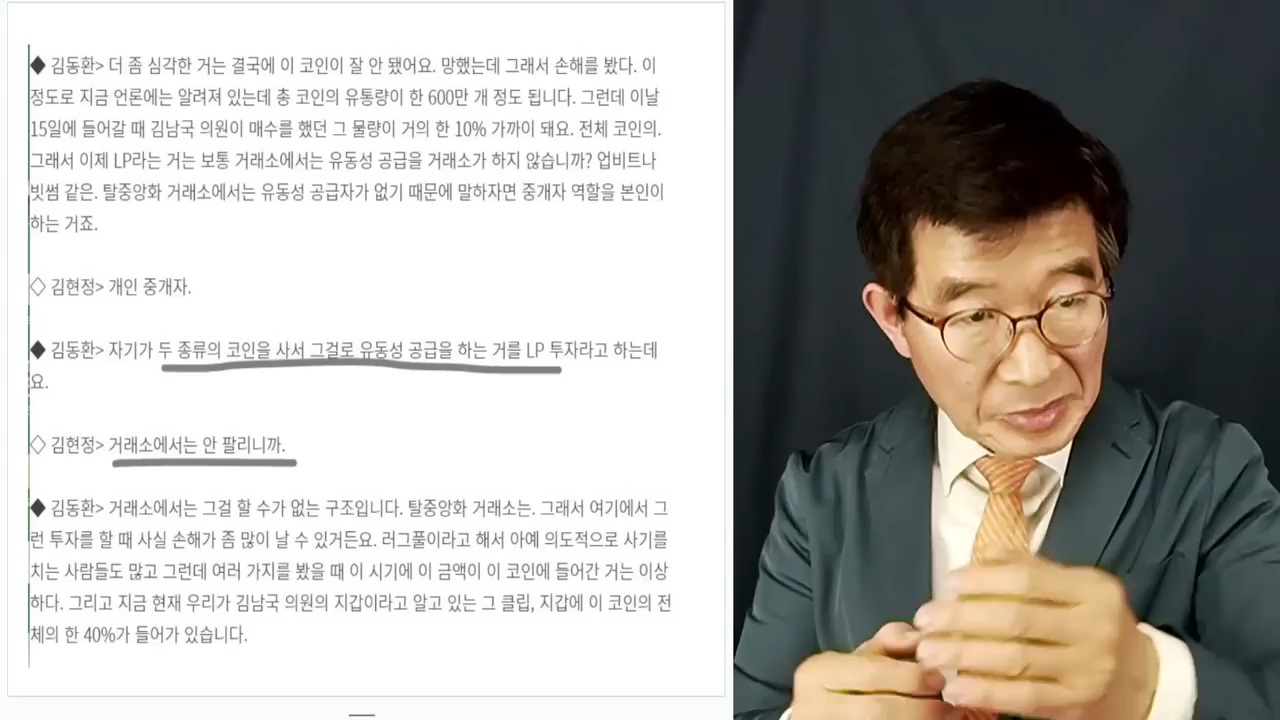 ◆ 김동환> 더 좀 심각한 거는 결국에 이 코인이 잘 안 됐어요. 망했는데 그래서 손해를 봤다. 이
정도로 지금 언론에는 알려져 있는데 총 코인의 유통량이 한 600만 개 정도 됩니다. 그런데 이날
15일에 들어갈 때 김남국 의원이 매수를 했던 그 물량이 거의 한 10% 가까이 돼요. 전체 코인의.
그래서 이제 LP라는 거는 보통 거래소에서는 유동성 공급을 거래소가 하지 않습니까? 업비트나
빗썸 같은. 탈중앙화 거래소에서는 유동성 공급자가 없기 때문에 말하자면 중개자 역할을 본인이
하는 거죠.
◇ 김현정> 개인 중개자.
◆ 김동환> 자기가 두 종류의 코인을 사서 그걸로 유동성 공급을 하는 거를 LP 투자라고 하는데
요.
◇ 김현정> 거래소에서는 안 팔리니까.
◆ 김동환> 거래소에서는 그걸 할 수가 없는 구조입니다. 탈중앙화 거래소는. 그래서 여기에서 그
런 투자를 할 때 사실 손해가 좀 많이 날 수 있거든요. 러그풀이라고 해서 아예 의도적으로 사기를
치는 사람들도 많고 그런데 여러 가지를 봤을 때 이 시기에 이 금액이 이 코인에 들어간 거는 이상
하다. 그리고 지금 현재 우리가 김남국 의원의 지갑이라고 알고 있는 그 클립, 지갑에 이 코인의 전
체의 한 40%가 들어가 있습니다.